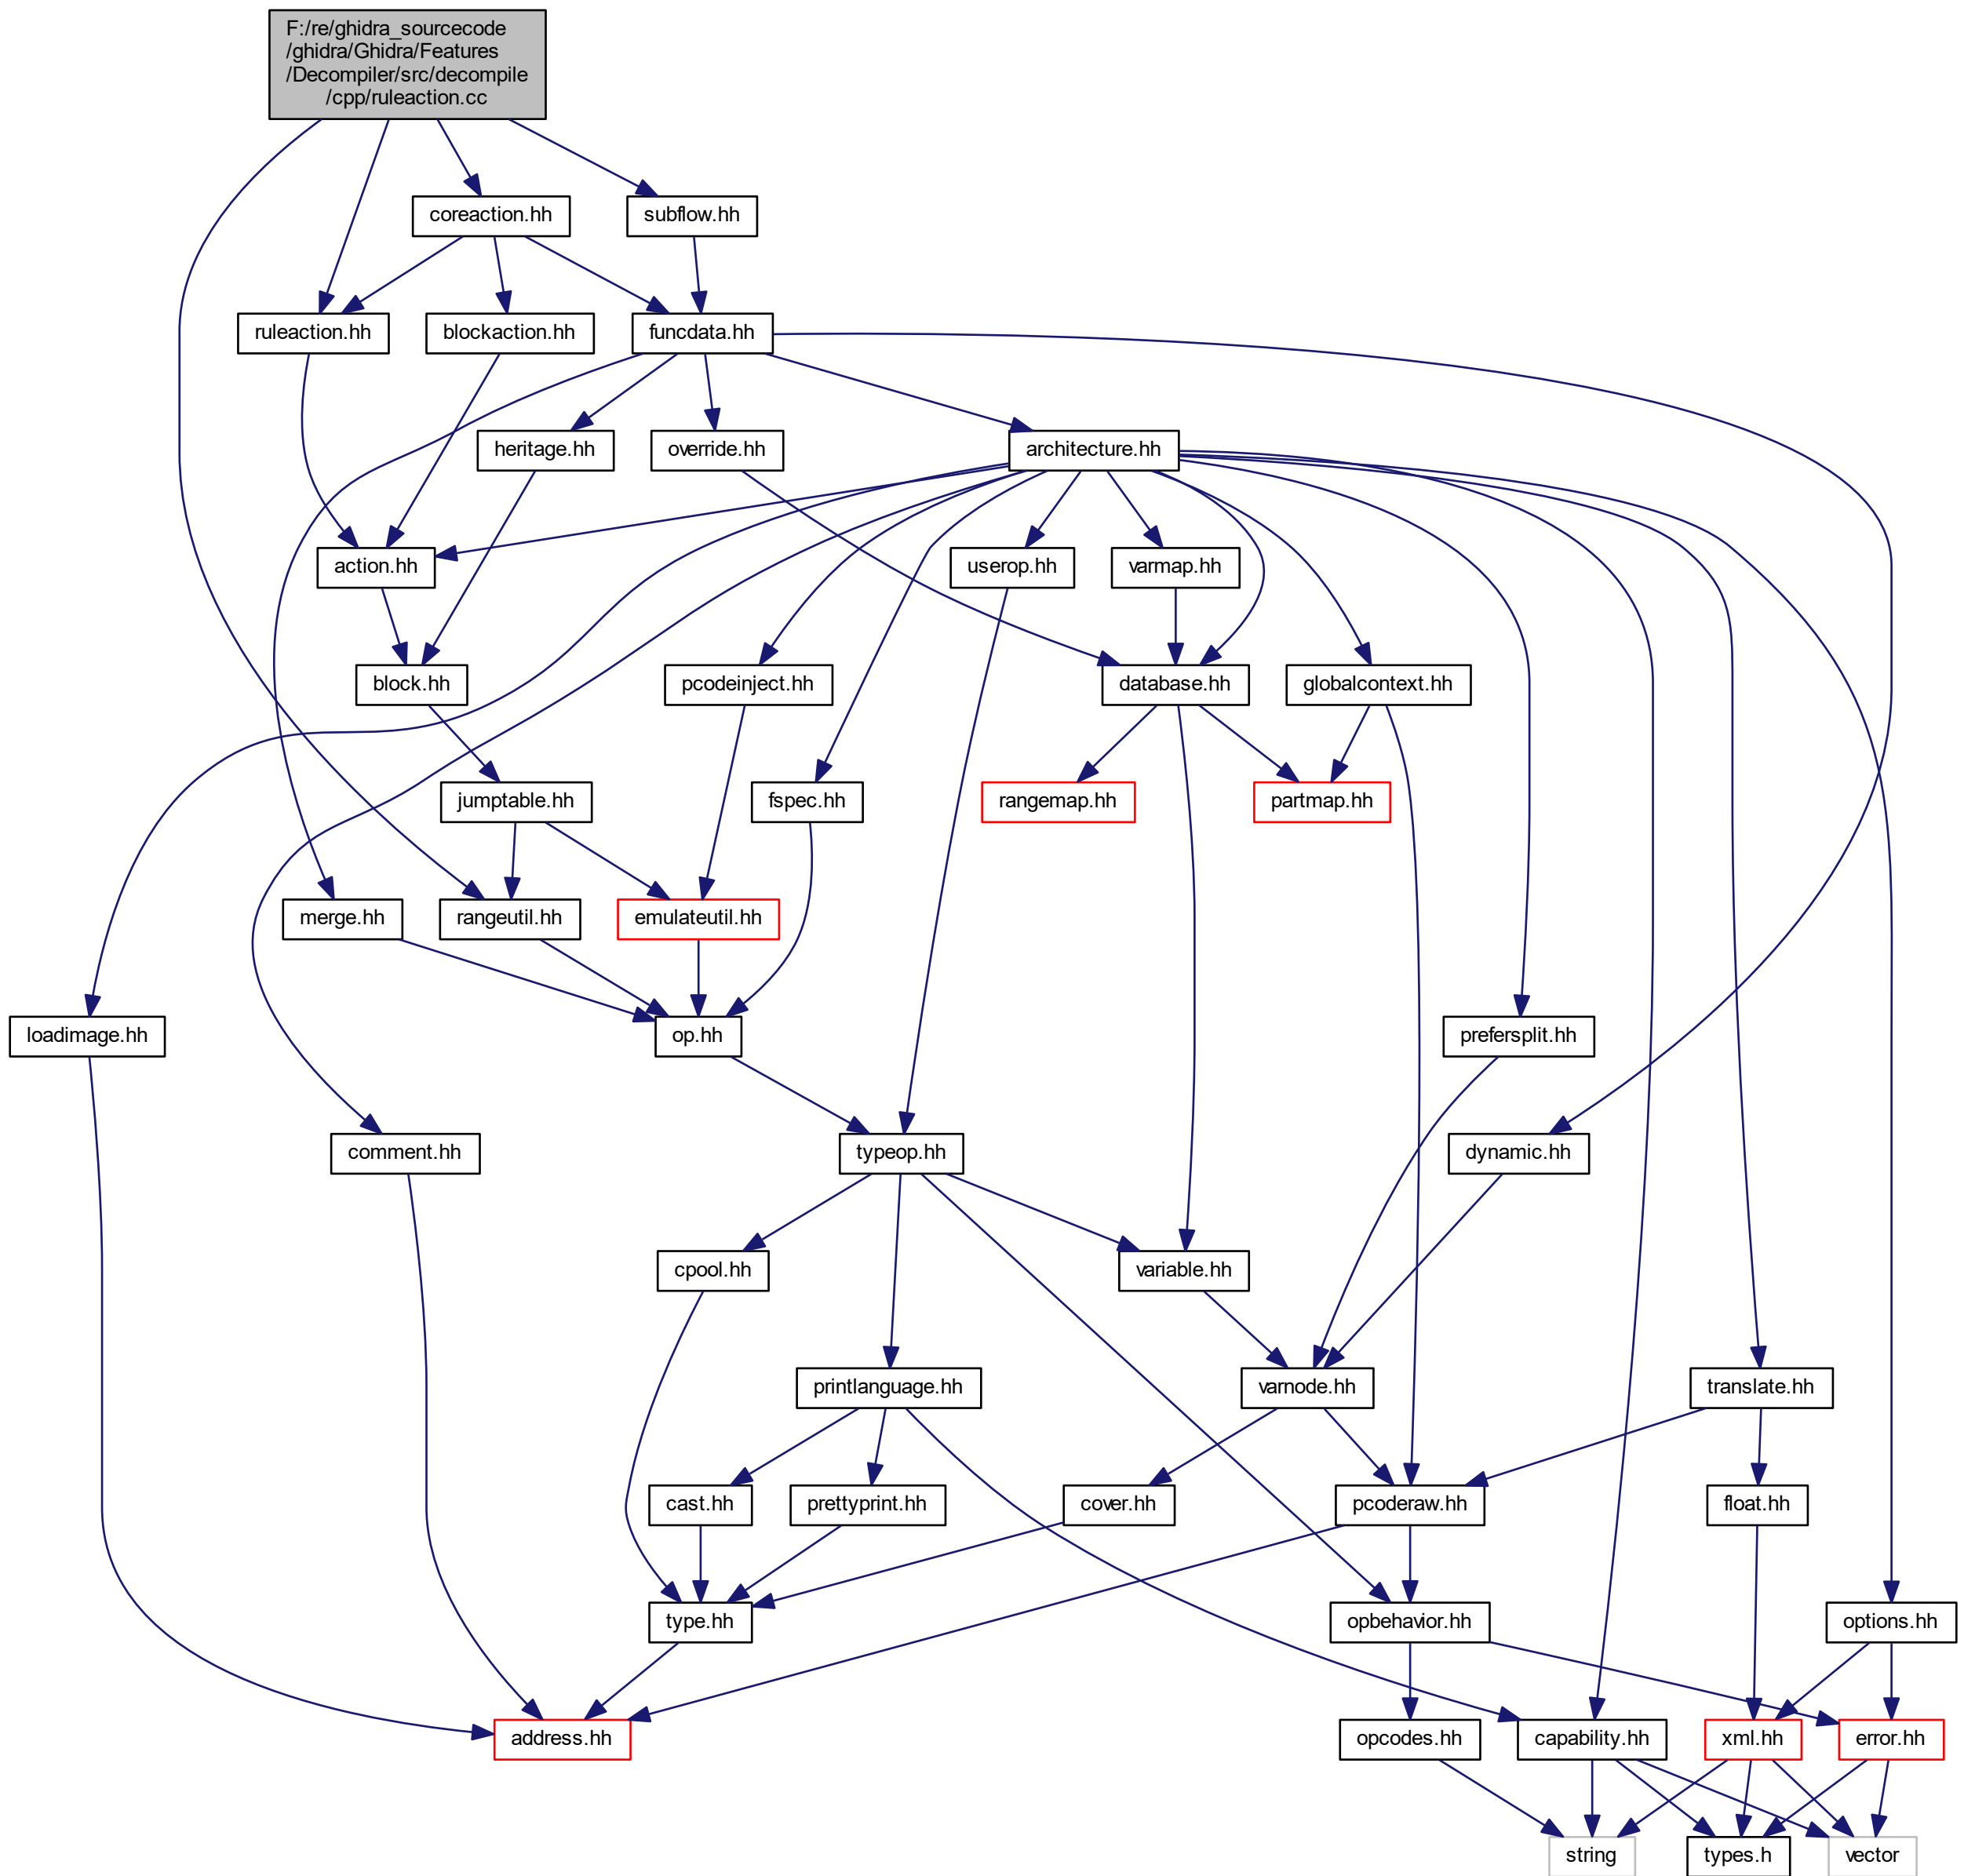 F:/re/ghidra_sourcecode
/ghidra/Ghidra/Features
/Decompiler/src/decompile
/cpp/ruleaction.cc
coreaction.hh
subflow.hh
ruleaction.hh
blockaction.hh
funcdata.hh
heritage.hh
override.hh
architecture.hh
action.hh
userop.hh
varmap.hh
block.hh
pcodeinject.hh
database.hh
globalcontext.hh
jumptable.hh
fspec.hh
rangemap.hh
partmap.hh
merge.hh
rangeutil.hh
emulateutil.hh
loadimage.hh
op.hh
prefersplit.hh
comment.hh
typeop.hh
dynamic.hh
cpool.hh
variable.hh
printlanguage.hh
varnode.hh
translate.hh
cast.hh
prettyprint.hh
cover.hh
pcoderaw.hh
float.hh
type.hh
opbehavior.hh
options.hh
address.hh
opcodes.hh
capability.hh
xml.hh
error.hh
string
types.h
vector